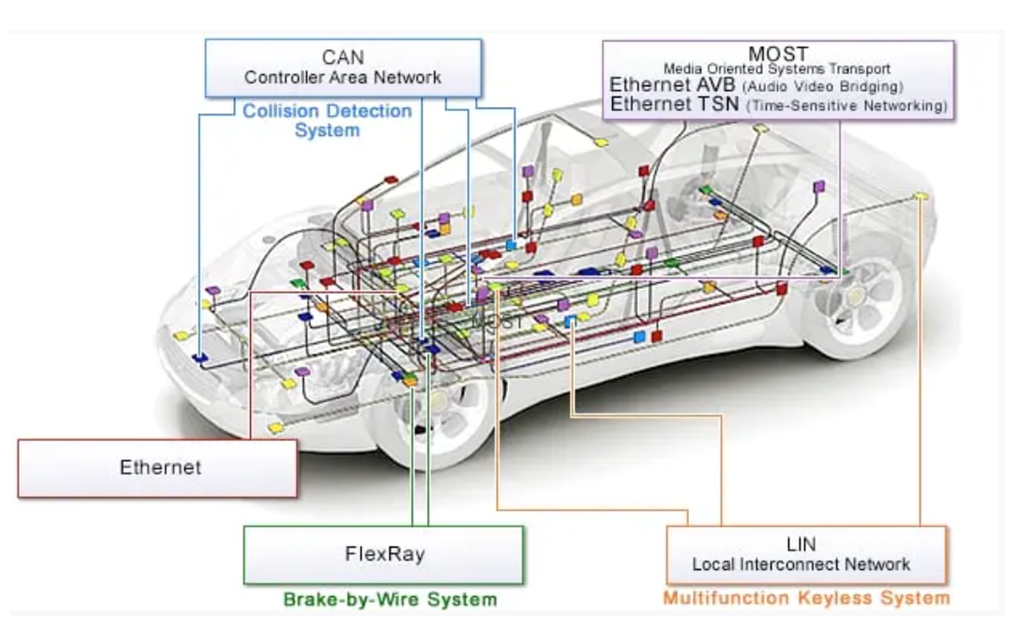 CAN
Controller Area Network
Collision Detection
System
MOST
Media Oriented Systems Transport
Ethernet AVB (Audio Video Bridging)
Ethernet TSN (Time-Sensitive Networking)
MOST
Ethernet
FlexRay
Brake-by-Wire System
LIN
Local Interconnect Network
Multifunction Keyless System